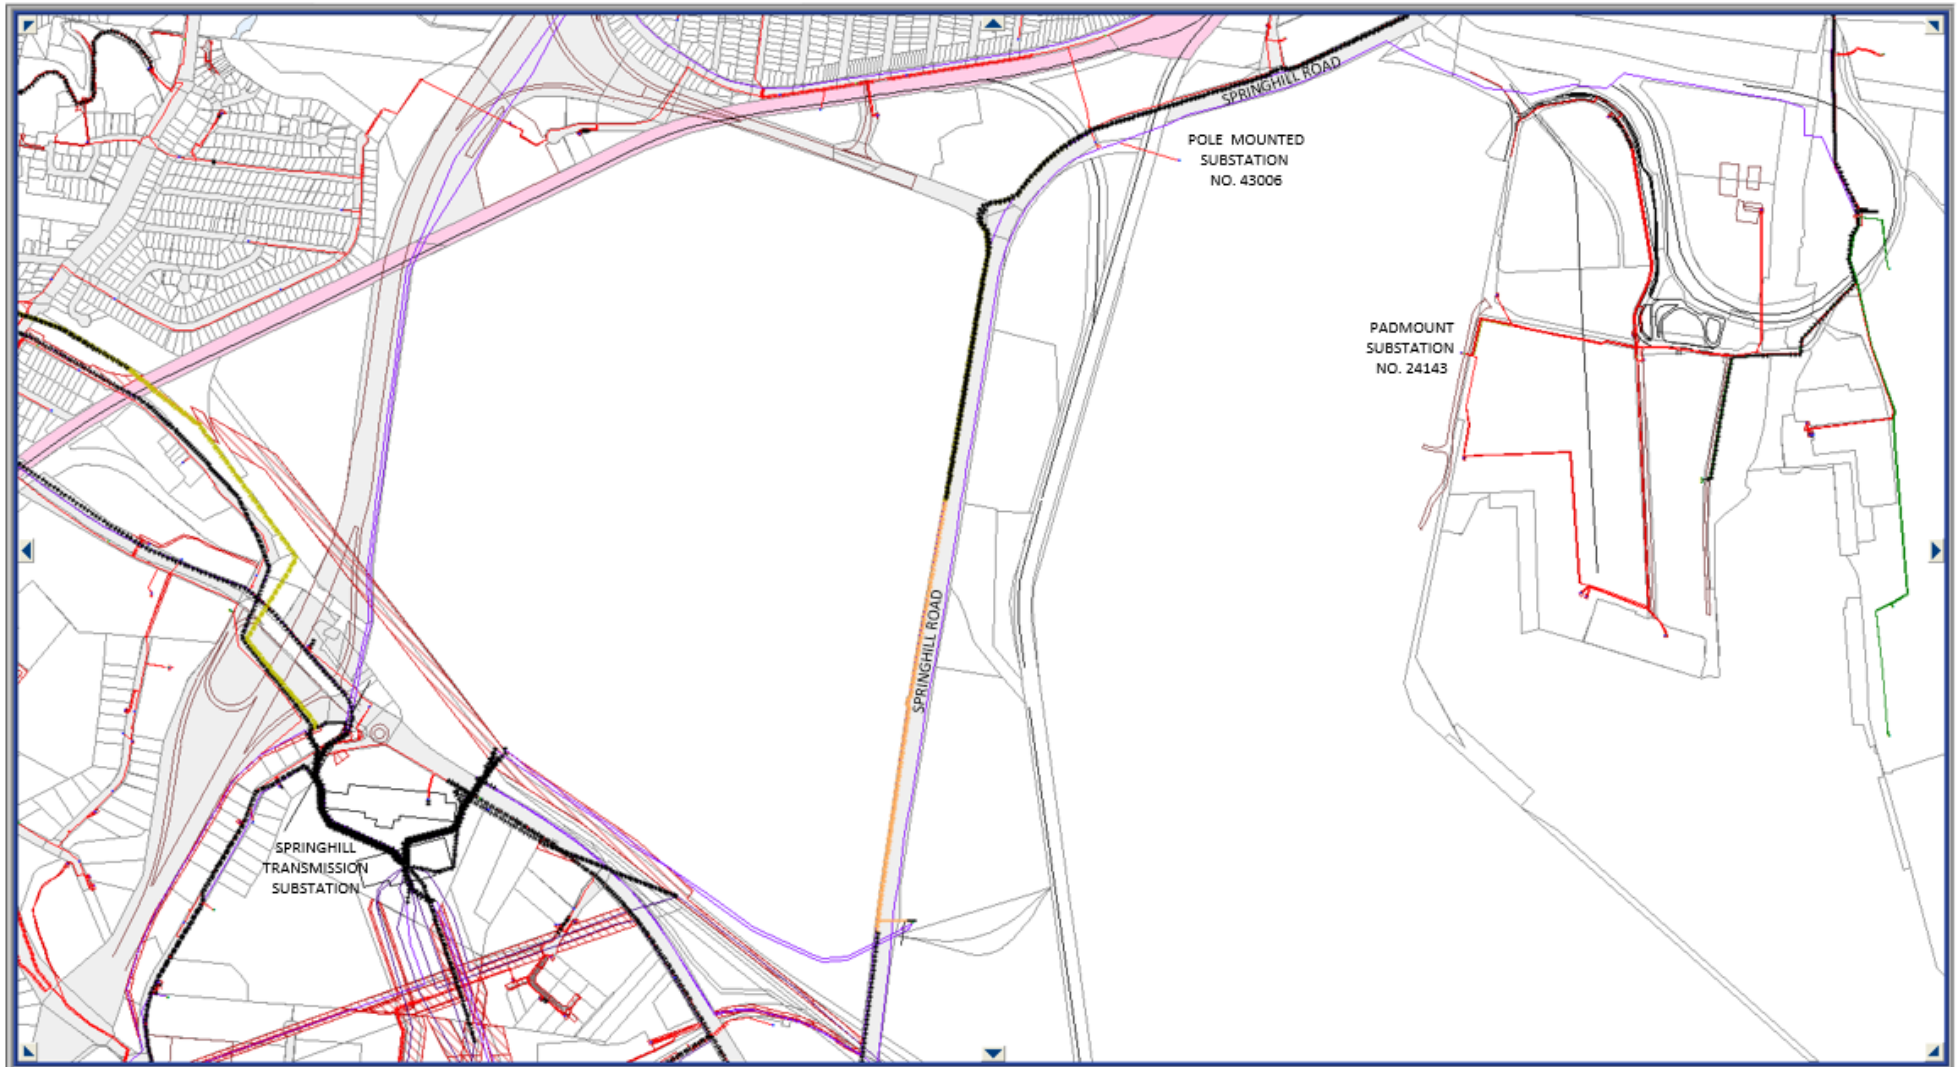 SPRINGHILL ROAD
POLE MOUNTED
SUBSTATION
NO. 43006
PADMOUNT
SUBSTATION
NO. 24143
SPRINGHILL ROAD
SPRINGHILL
TRANSMISSION
SUBSTATION